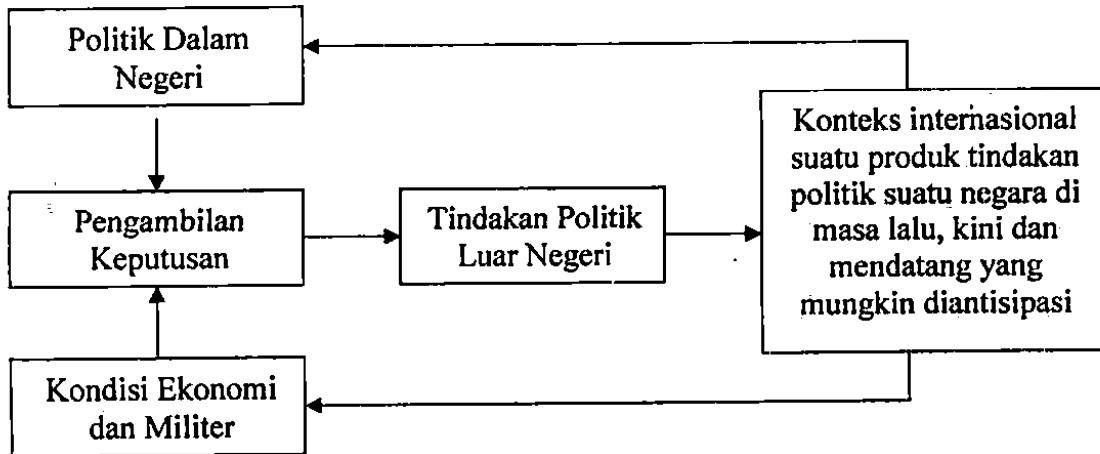 Politik Dalam
Negeri
Pengambilan
Keputusan
Kondisi Ekonomi
dan Militer
Tindakan Politik
Luar Negeri
Konteks internasional
suatu produk tindakan
politik suatu negara di
masa lalu, kini dan
mendatang yang
mungkin diantisipasi